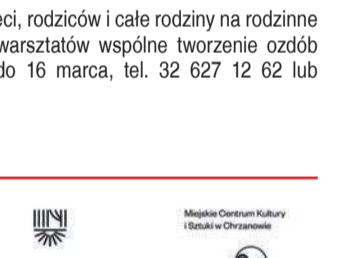 eci, rodziców i całe rodziny na rodzinne
warsztatów wspólne tworzenie ozdób
do 16 marca, tel. 32 627 12 62 lub
Miejskie Centrum Kultury
i Sztuki w Chrzanowie